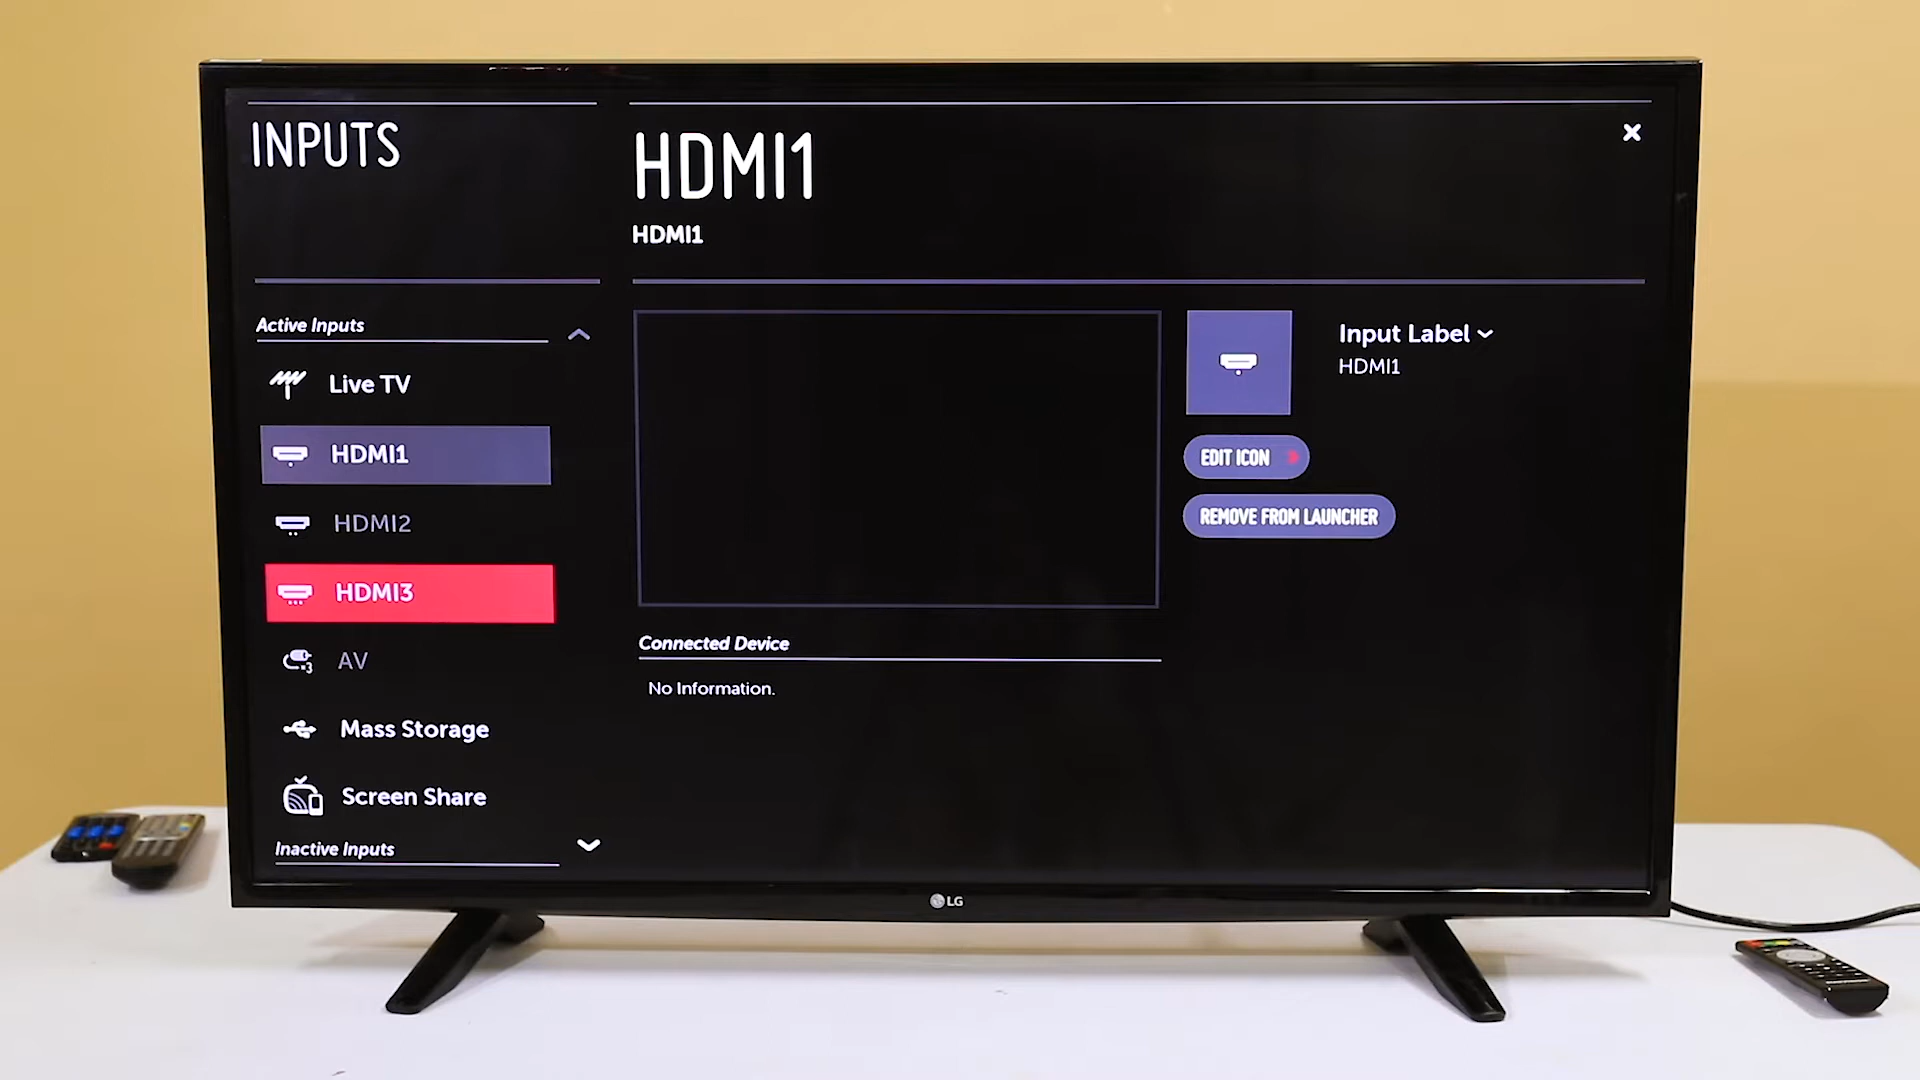 INPUTS
Active Inputs
Live TV
HDMI1
HDMI2
HDMI3
AV
Mass Storage
Screen Share
Inactive Inputs
HDMI1
HDMI1
Input Label
HDMI1
EDIT ICON
REMOVE FROM LAUNCHER
Connected Device
No Information.
LG